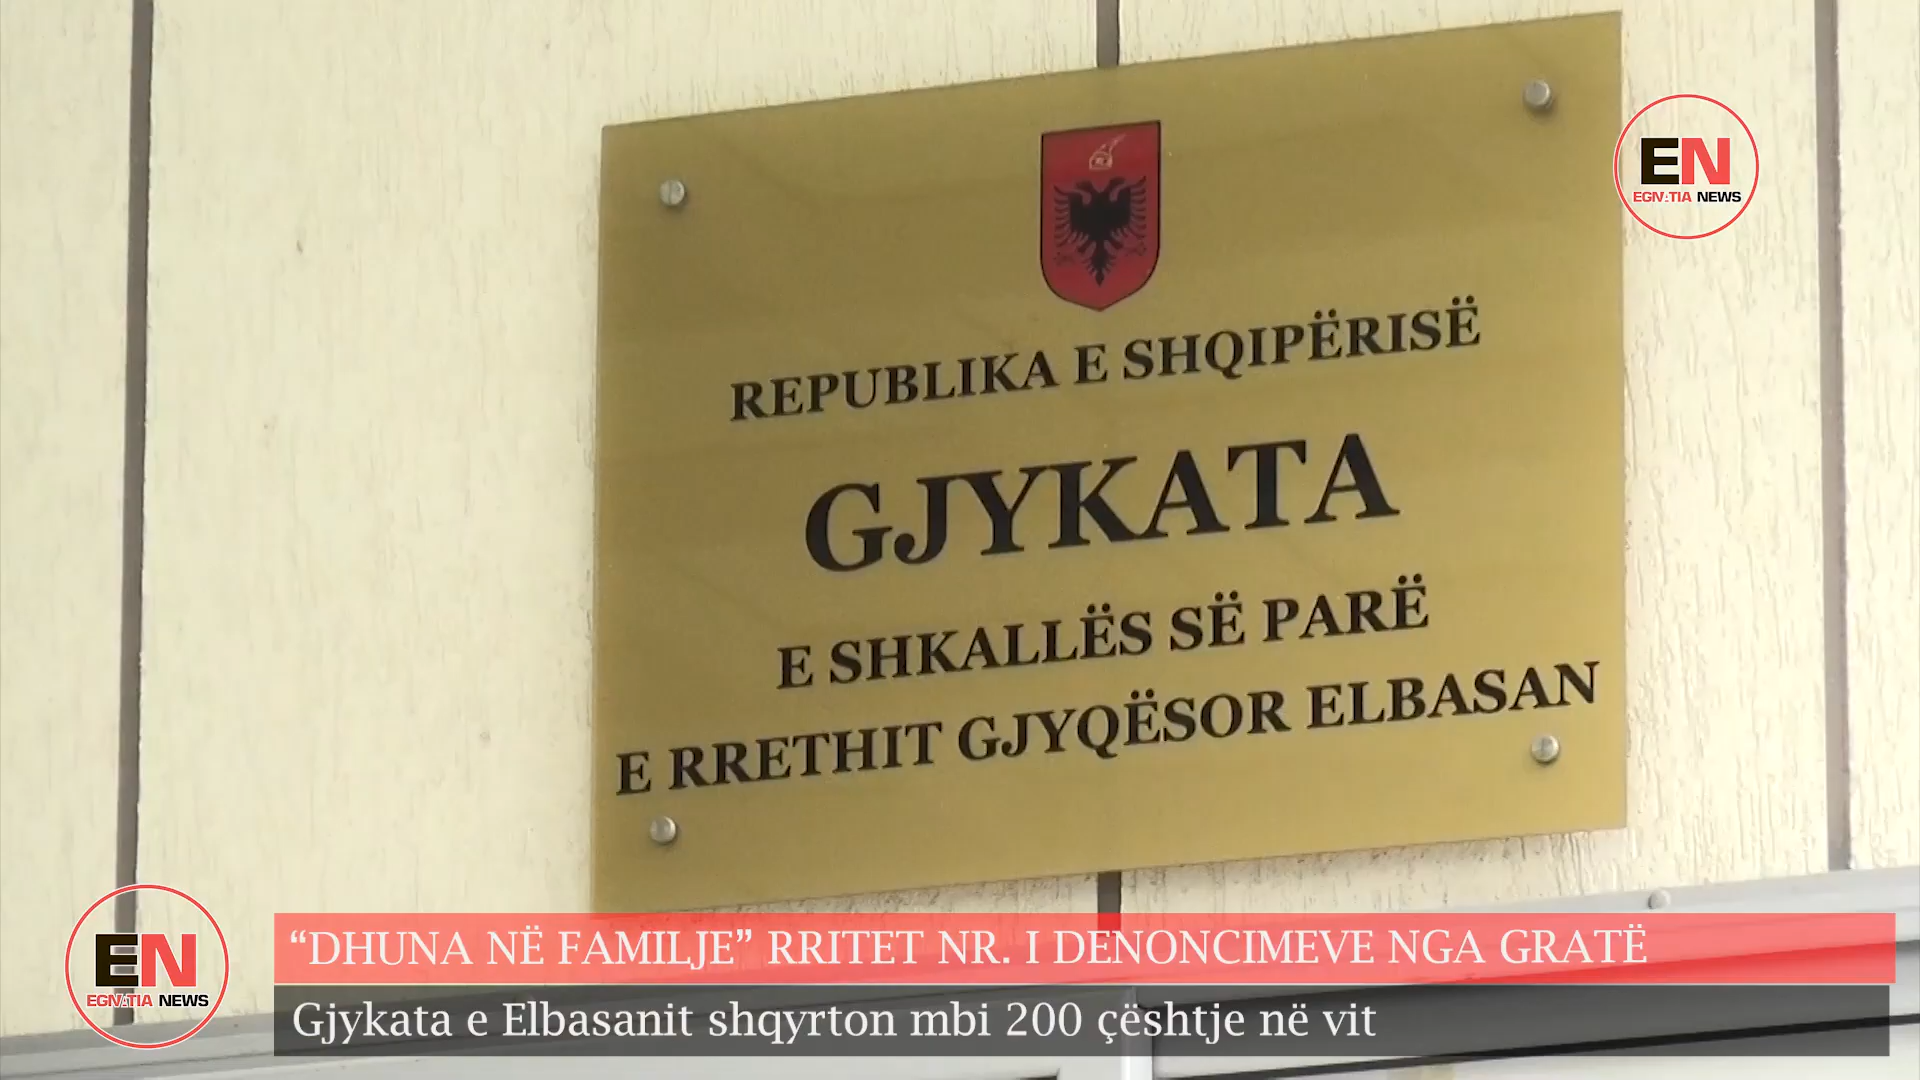 EN
EGNATIA NEWS
REPUBLIKA E SHQIPËRISË
GJYKATA
E SHKALLËS SË PARË
E RRETHIT GJYQËSOR ELBASAN
EN
EGNATIA NEWS
“DHUNA NË FAMILJE” RRITET NR. I DENONCIMEVE NGA GRATË
Gjykata e Elbasanit shqyrton mbi 200 çështje në vit